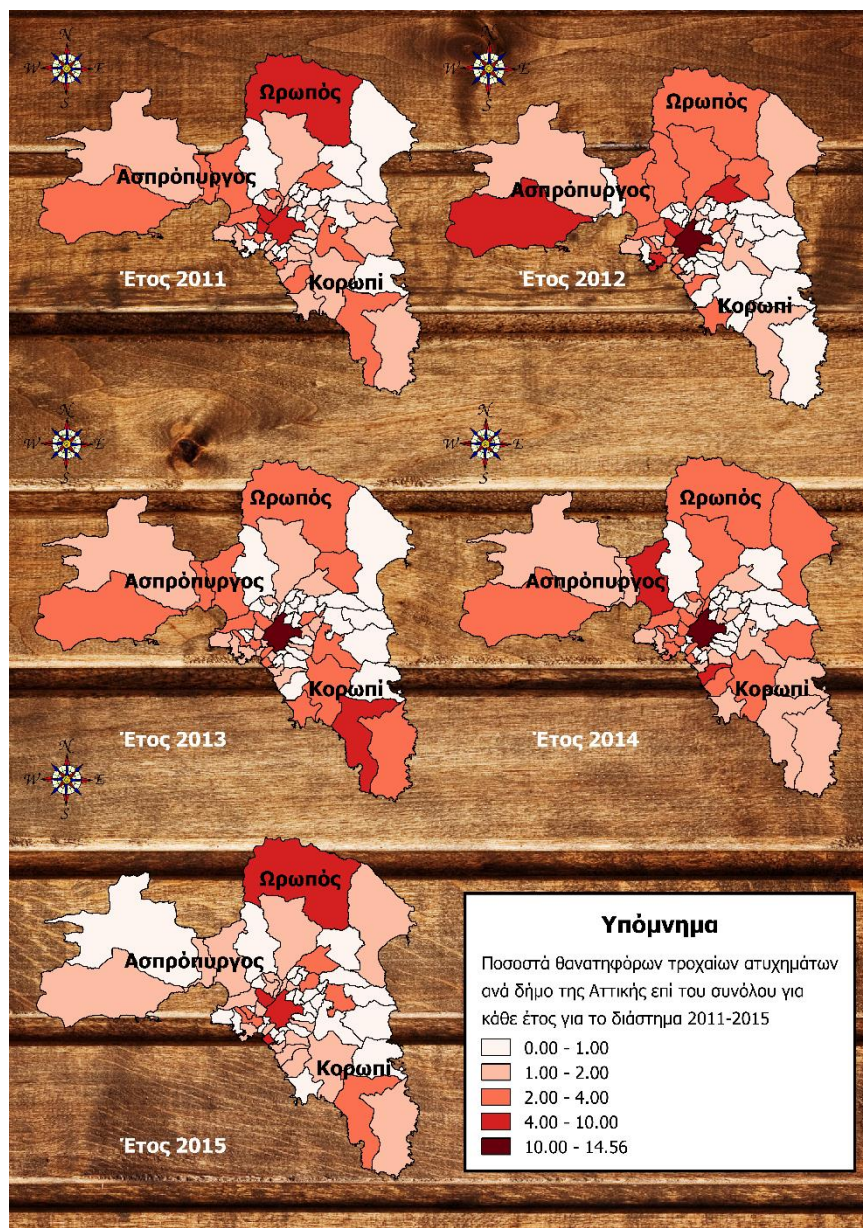 N
W E
S
Ωρωπός
Ασπρόπυργος
Κορωπί
Έτος 2011
N
W E
S
Ωρωπός
Ασπρόπυργος
Κορωπί
Έτος 2012
N
W E
S
Ωρωπός
Ασπρόπυργος
Κορωπί
Έτος 2013
N
W E
S
Ωρωπός
Ασπρόπυργος
Κορωπί
Έτος 2014
N
W E
S
Ωρωπός
Ασπρόπυργος
Κορωπί
Έτος 2015
Υπόμνημα
Ποσοστά θανατηφόρων τροχαίων ατυχημάτων
ανά δήμο της Αττικής επί του συνόλου για
κάθε έτος για το διάστημα 2011-2015
0.00 - 1.00
1.00 - 2.00
2.00 - 4.00
4.00 - 10.00
10.00 - 14.56